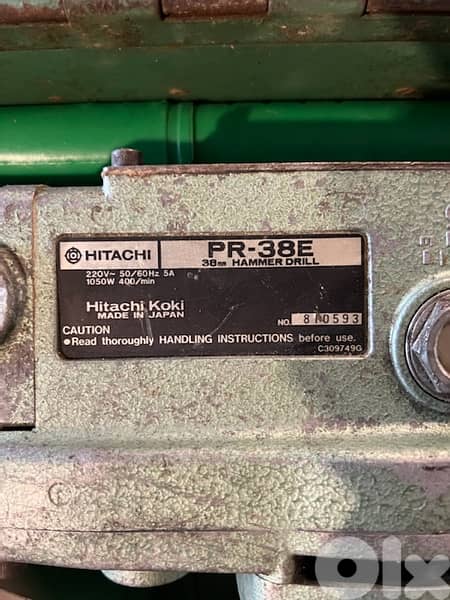 HITACHI
PR-38E
38mm HAMMER DRILL
220V~ 50/60Hz 5A
1050W 400/min
Hitachi Koki
MADE IN JAPAN
NO. 810593
CAUTION
●Read thoroughly HANDLING INSTRUCTIONS before use.
C309749G
Olx